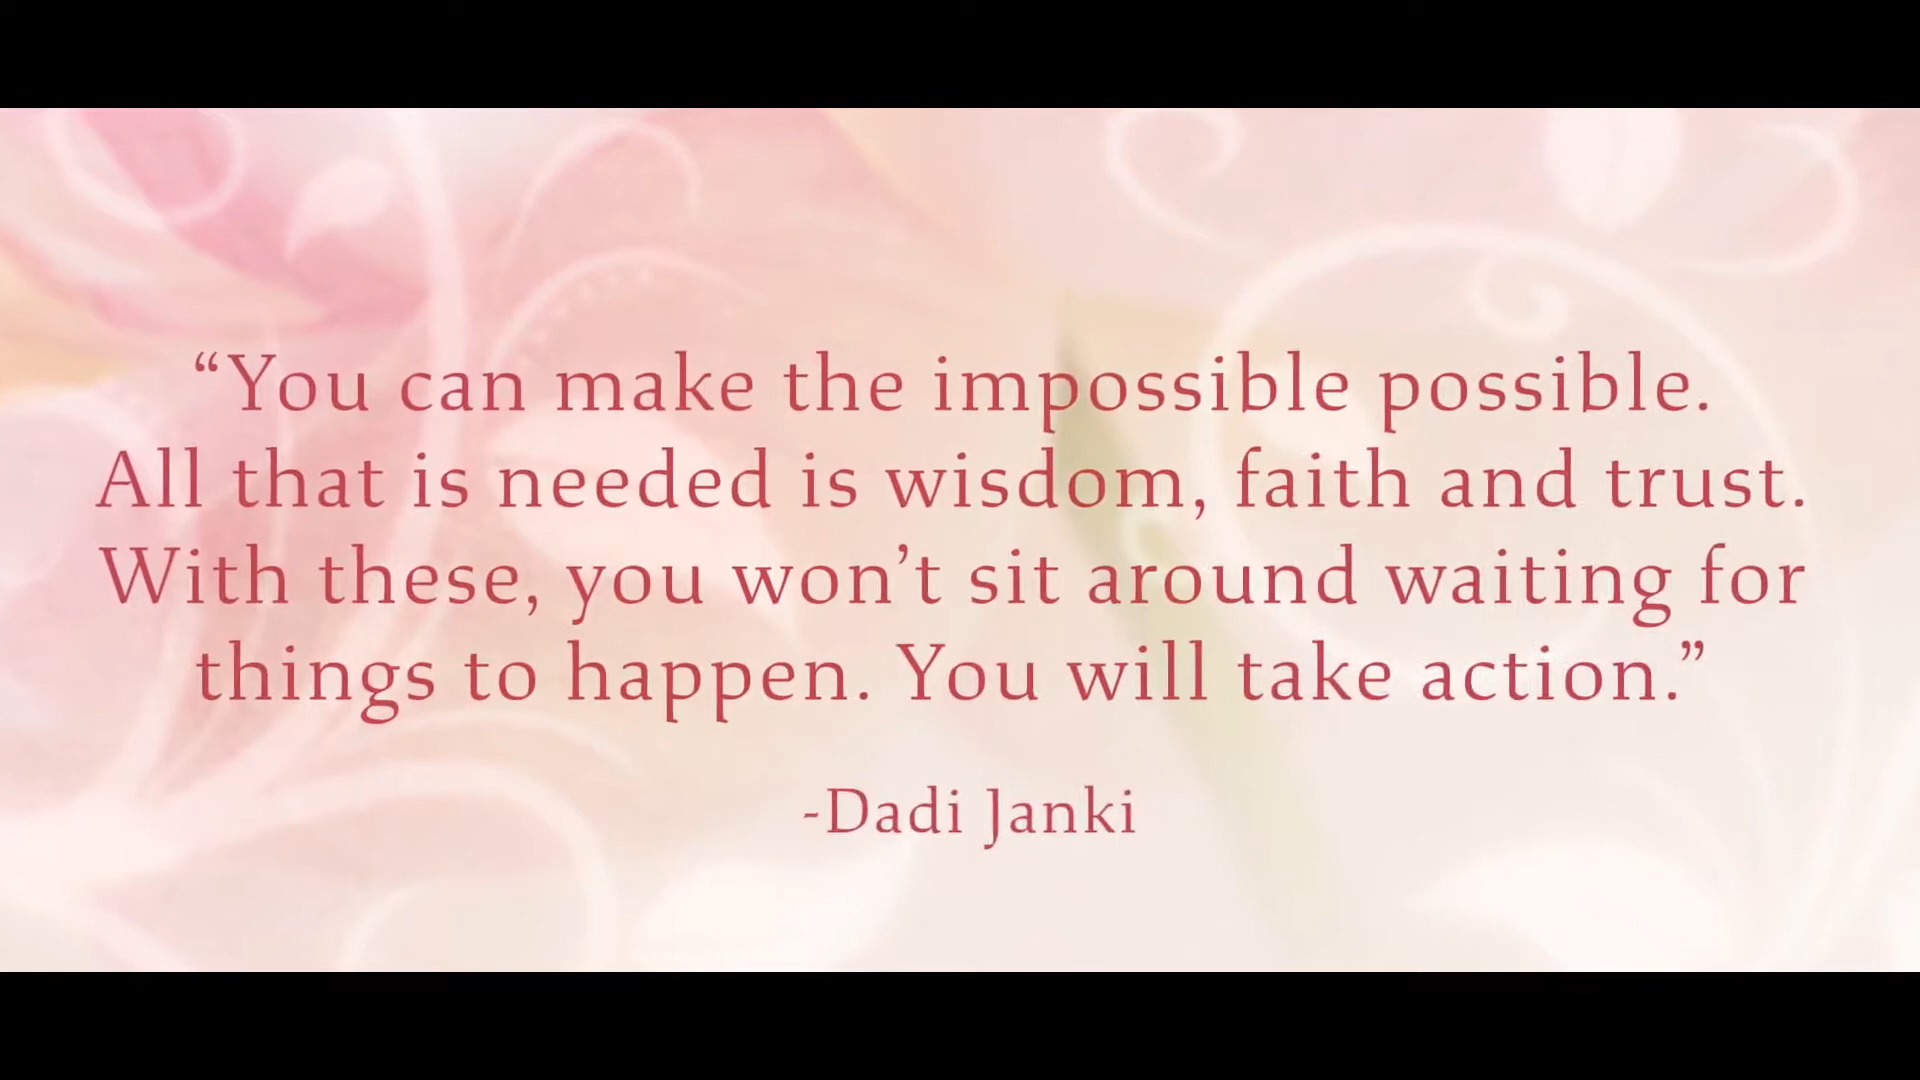 “You can make the impossible possible.
All that is needed is wisdom, faith and trust.
With these, you won’t sit around waiting for
things to happen. You will take action.”
-Dadi Janki